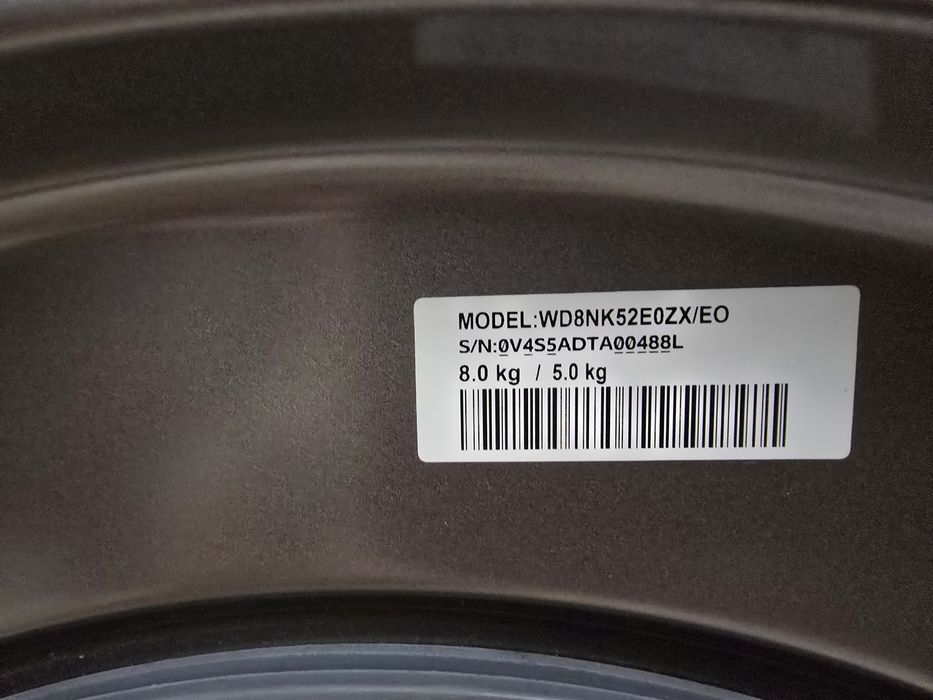 MODEL:WD8NK52E0ZX/EO
S/N:0V4S5ADTA00488L
8.0 kg / 5.0 kg